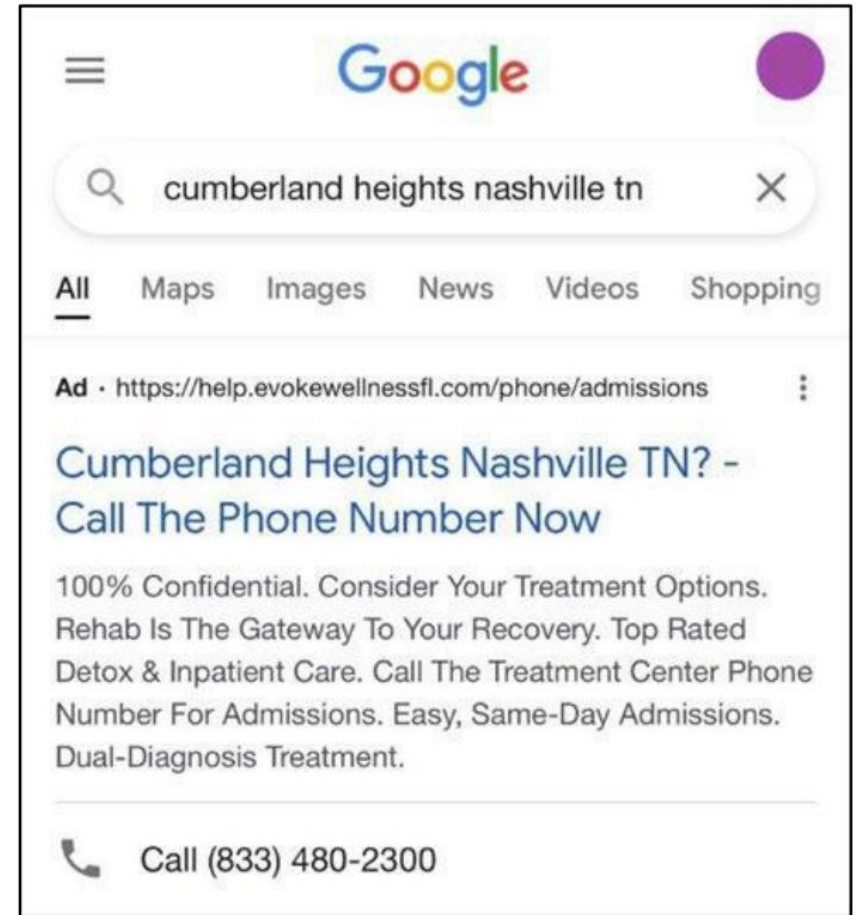 Google
cumberland heights nashville tn
All Maps Images News Videos Shopping
Ad · https://help.evokewellnessfl.com/phone/admissions
Cumberland Heights Nashville TN? -
Call The Phone Number Now
100% Confidential. Consider Your Treatment Options.
Rehab Is The Gateway To Your Recovery. Top Rated
Detox & Inpatient Care. Call The Treatment Center Phone
Number For Admissions. Easy, Same-Day Admissions.
Dual-Diagnosis Treatment.
Call (833) 480-2300